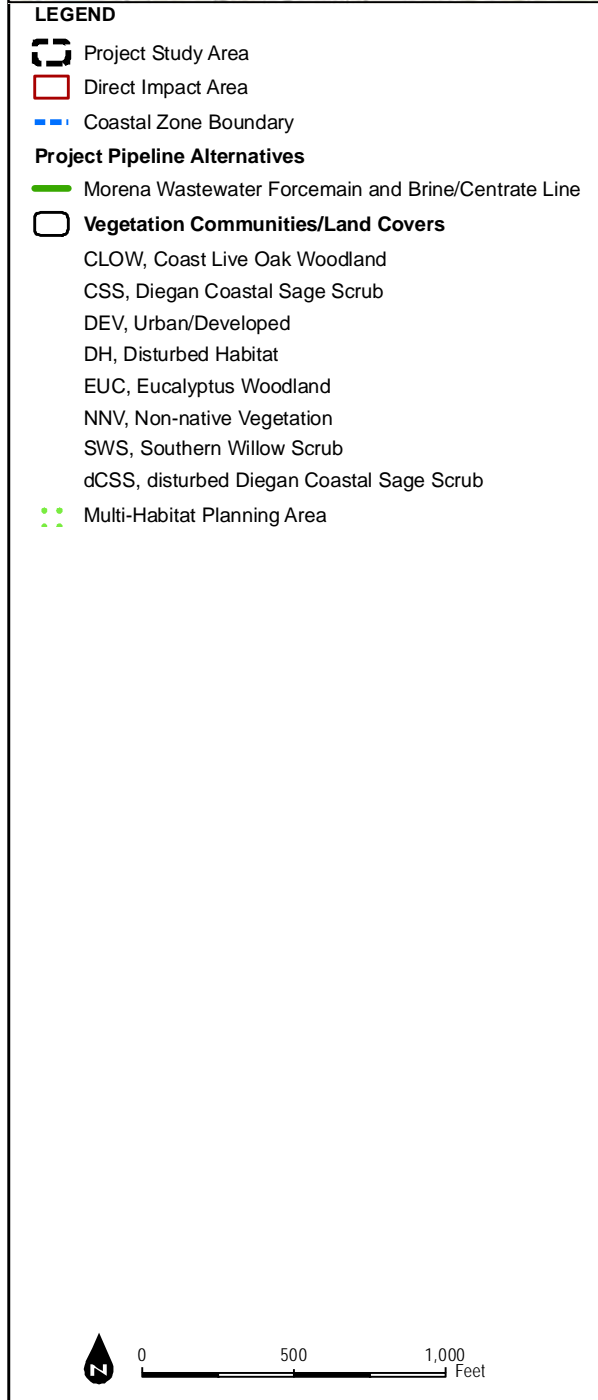 LEGEND
Project Study Area
Direct Impact Area
Coastal Zone Boundary
Project Pipeline Alternatives
Morena Wastewater Forcemain and Brine/Centrate Line
Vegetation Communities/Land Covers
CLOW, Coast Live Oak Woodland
CSS, Diegan Coastal Sage Scrub
DEV, Urban/Developed
DH, Disturbed Habitat
EUC, Eucalyptus Woodland
NNV, Non-native Vegetation
SWS, Southern Willow Scrub
dCSS, disturbed Diegan Coastal Sage Scrub
Multi-Habitat Planning Area
N
0 500 1,000
Feet